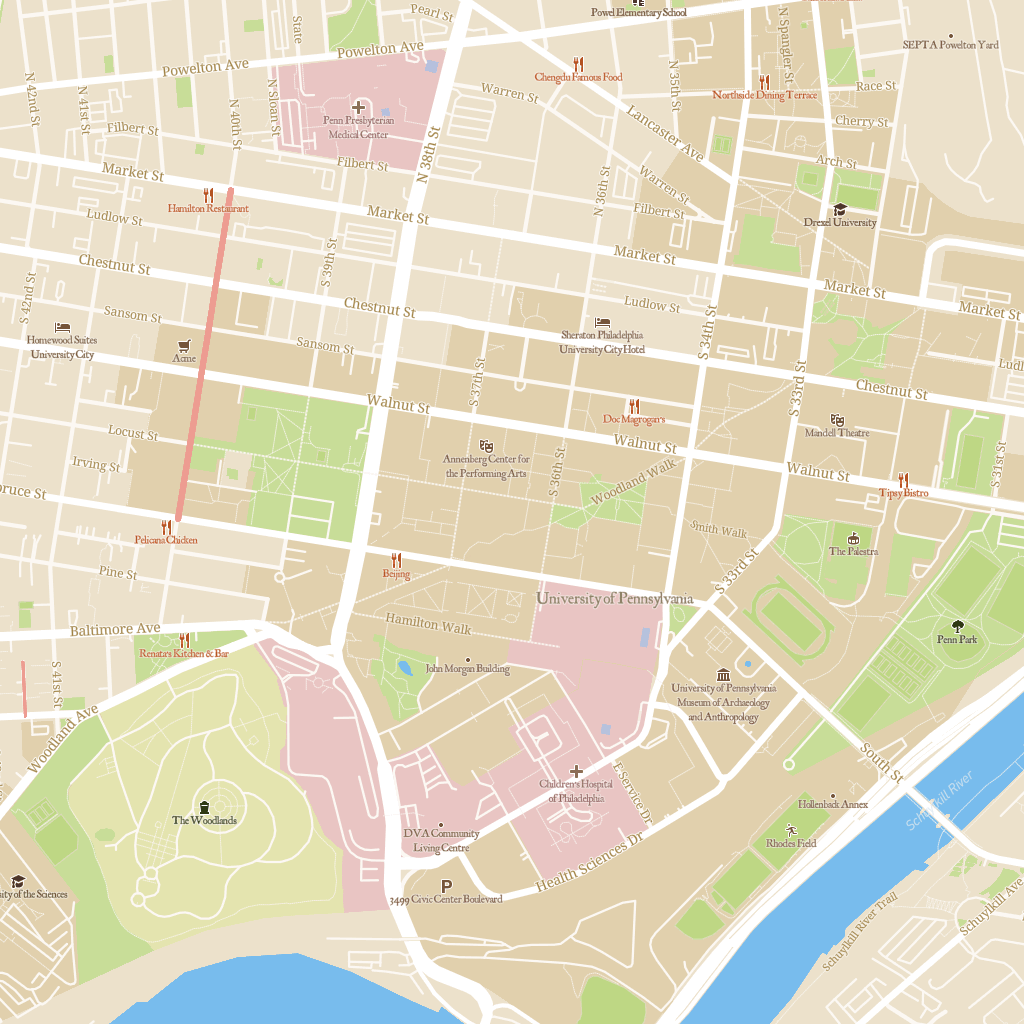 Pearl St
Powel Elementary School
State
Powelton Ave
SEPTA Powelton Yard
N Spangler St
Powelton Ave
Chengdu Famous Food
N 35th St
N 42nd St
N 41st St
N Sloan St
N 40th St
Warren St
Northside Dining Terrace
Race St
Penn Presbyterian
Medical Center
Filbert St
Lancaster Ave
Cherry St
N 38th St
Filbert St
Arch St
Market St
Warren St
N 36th St
Hamilton Restaurant
Ludlow St
Market St
Filbert St
Drexel University
S 39th St
Market St
Chestnut St
S 42nd St
Market St
Sansom St
Chestnut St
Ludlow St
Market St
Homewood Suites
University City
Acme
Sansom St
Sheraton Philadelphia
University City Hotel
S 34th St
S 37th St
S 33rd St
Chestnut St
Walnut St
Doc Magrogan's
Locust St
Walnut St
Mandell Theatre
Irving St
Annenberg Center for
the Performing Arts
S 36th St
Woodland Walk
Walnut St
S 31st St
Tipsy Bistro
Pelicana Chicken
Smith Walk
The Palestra
Pine St
Beijing
S 33rd St
University of Pennsylvania
Baltimore Ave
Hamilton Walk
Penn Park
Renata's Kitchen & Bar
S 41st St
John Morgan Building
University of Pennsylvania
Museum of Archaeology
and Anthropology
Woodland Ave
South St
E Service Dr
Children's Hospital
of Philadelphia
Schuylkill River
The Woodlands
Hollenback Annex
DVA Community
Living Centre
Rhodes Field
Health Sciences Dr
3499 Civic Center Boulevard
Schuylkill Ave
Schuylkill River Trail